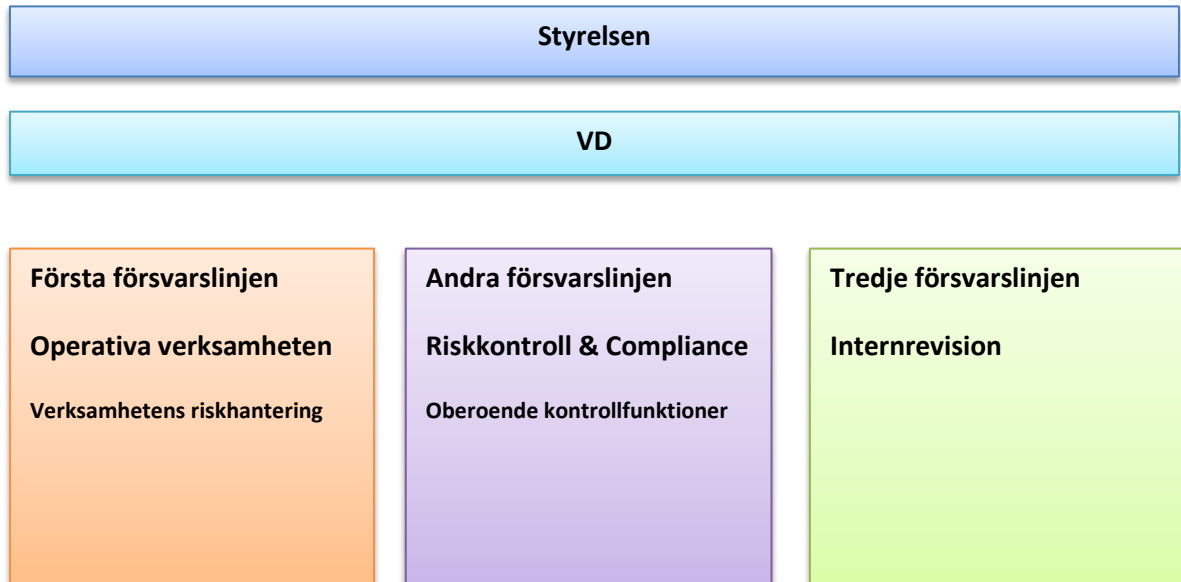 Styrelsen
VD
Första försvarslinjen
Operativa verksamheten
Verksamhetens riskhantering
Andra försvarslinjen
Riskkontroll & Compliance
Oberoende kontrollfunktioner
Tredje försvarslinjen
Internrevision